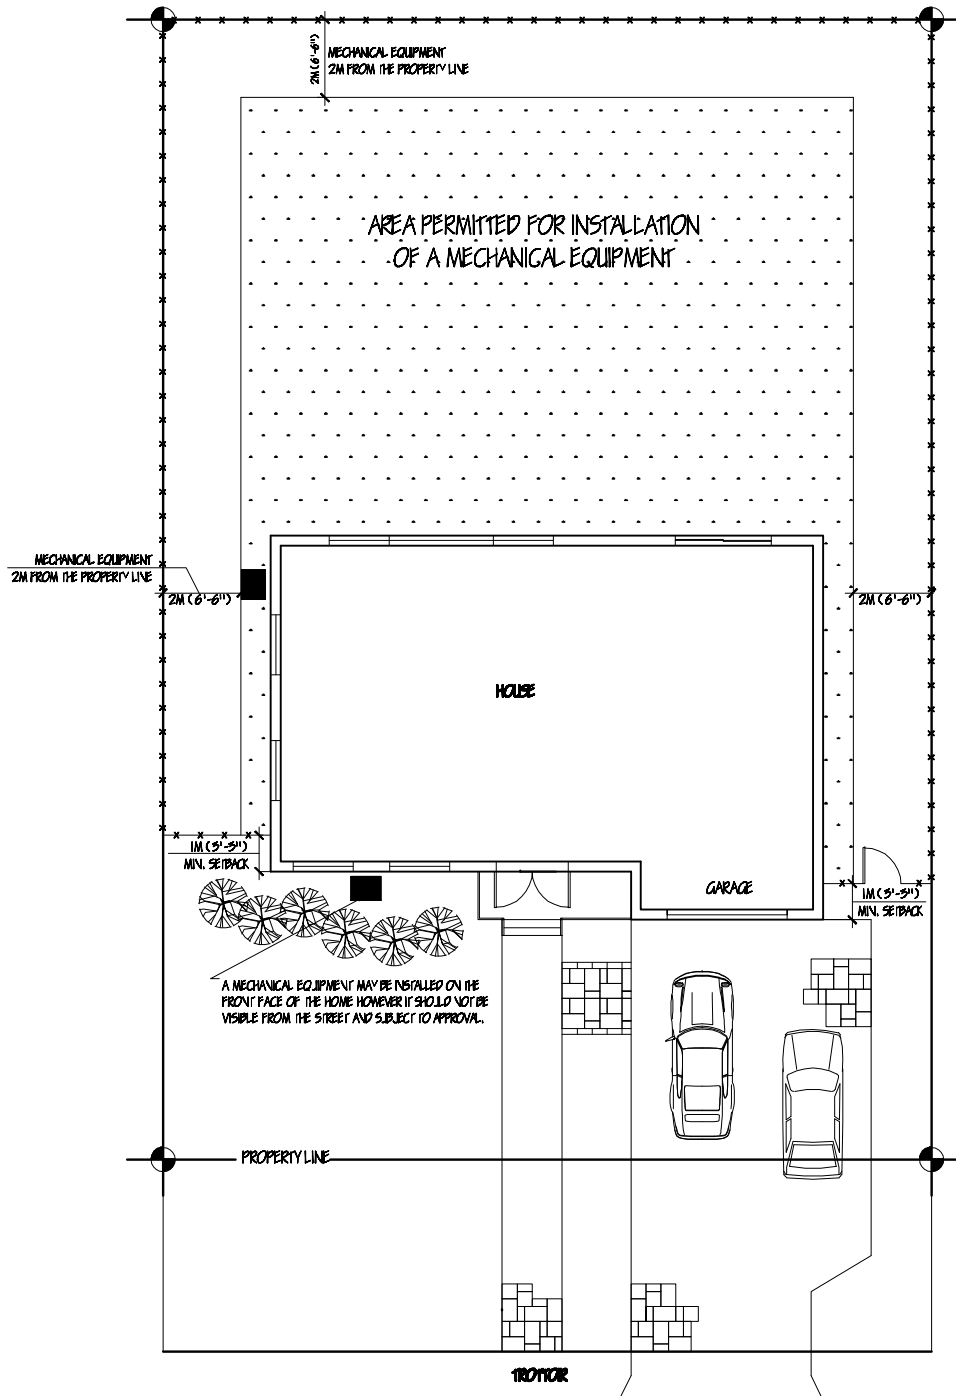 2M (6'-6")
MECHANICAL EQUIPMENT
2M FROM THE PROPERTY LINE
AREA PERMITTED FOR INSTALLATION
OF A MECHANICAL EQUIPMENT
MECHANICAL EQUIPMENT
2M FROM THE PROPERTY LINE
2M (6'-6")
2M (6'-6")
HOUSE
1M (3'-3")
MIN. SETBACK
GARAGE
1M (3'-3")
MIN. SETBACK
A MECHANICAL EQUIPMENT MAY BE INSTALLED ON THE
FRONT FACE OF THE HOME HOWEVER IT SHOULD NOT BE
VISIBLE FROM THE STREET AND SUBJECT TO APPROVAL.
PROPERTY LINE
TROTTOIR